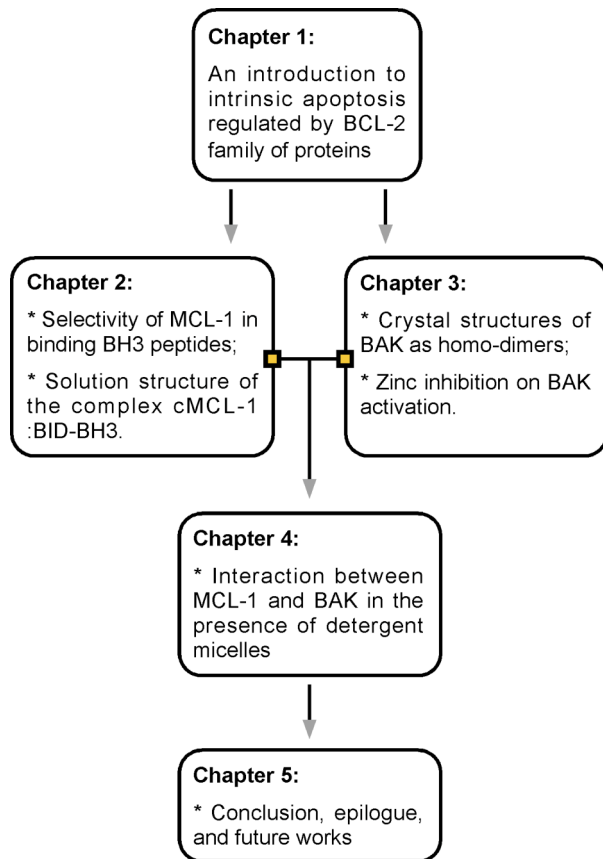 Chapter 1:
An introduction to
intrinsic apoptosis
regulated by BCL-2
family of proteins
Chapter 2:
* Selectivity of MCL-1 in
binding BH3 peptides;
* Solution structure of
the complex cMCL-1
:BID-BH3.
Chapter 3:
* Crystal structures of
BAK as homo-dimers;
* Zinc inhibition on BAK
activation.
Chapter 4:
* Interaction between
MCL-1 and BAK in the
presence of detergent
micelles
Chapter 5:
* Conclusion, epilogue,
and future works